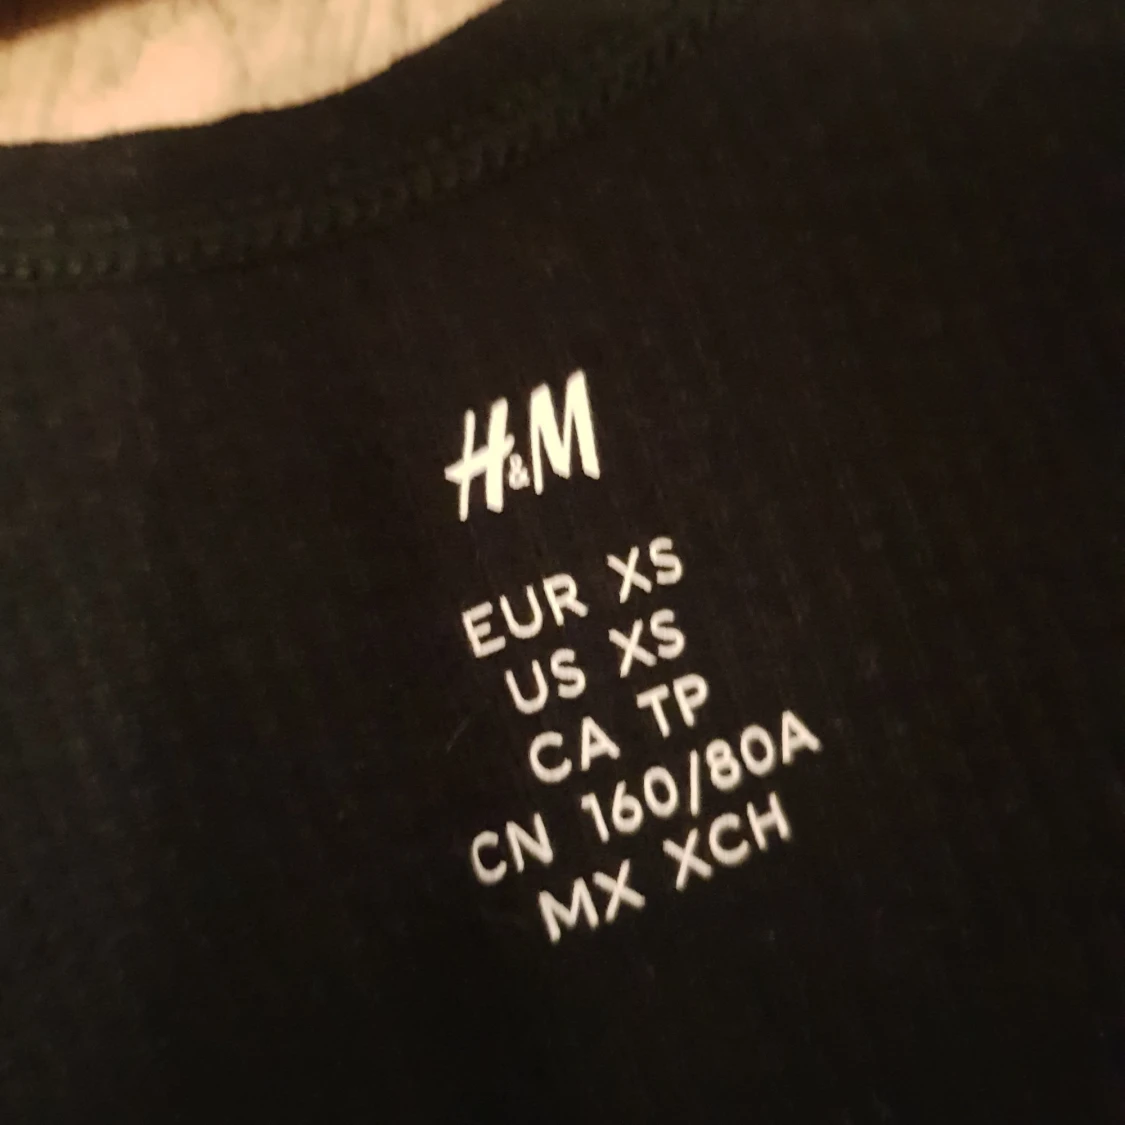 H&M
EUR XS
US XS
CA TP
CN 160/80A
MX XCH